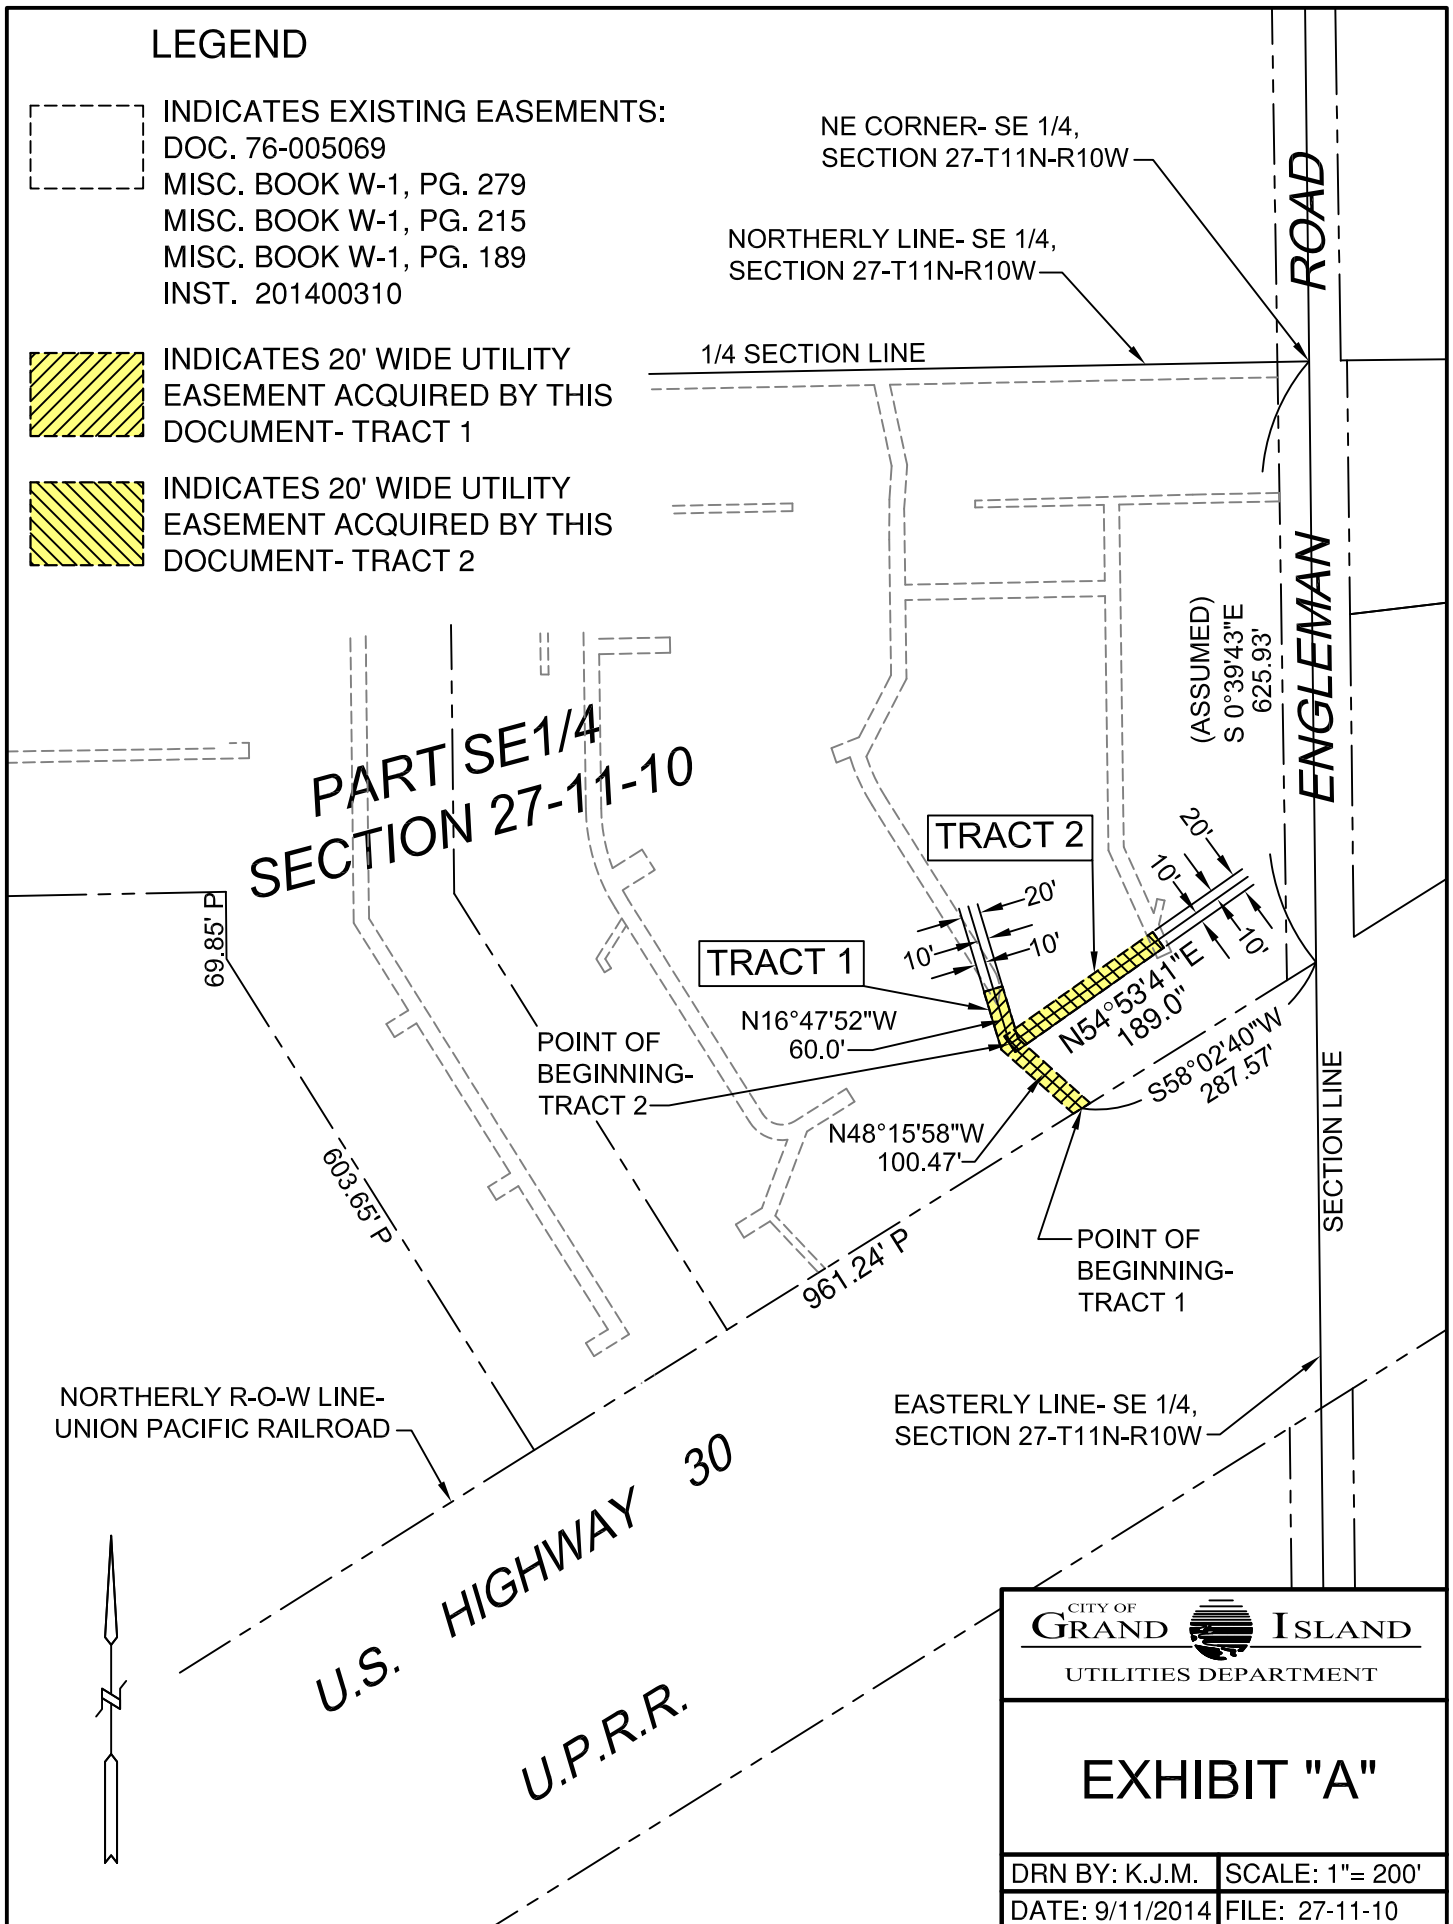 LEGEND
INDICATES EXISTING EASEMENTS:
DOC. 76-005069
MISC. BOOK W-1, PG. 279
MISC. BOOK W-1, PG. 215
MISC. BOOK W-1, PG. 189
INST. 201400310
INDICATES 20' WIDE UTILITY
EASEMENT ACQUIRED BY THIS
DOCUMENT- TRACT 1
INDICATES 20' WIDE UTILITY
EASEMENT ACQUIRED BY THIS
DOCUMENT- TRACT 2
NE CORNER- SE 1/4,
SECTION 27-T11N-R10W
NORTHERLY LINE- SE 1/4,
SECTION 27-T11N-R10W
1/4 SECTION LINE
ENGLEMAN ROAD
(ASSUMED)
S 0°39'43"E
625.93'
PART SE1/4
SECTION 27-11-10
TRACT 2
20'
10'
10'
20'
10'
10'
TRACT 1
69.85' P
N16°47'52"W
60.0'
N54°53'41"E
189.0"
S58°02'40"W
287.57'
POINT OF
BEGINNING-
TRACT 2
N48°15'58"W
100.47'
SECTION LINE
603.65' P
961.24' P
POINT OF
BEGINNING-
TRACT 1
NORTHERLY R-O-W LINE-
UNION PACIFIC RAILROAD
EASTERLY LINE- SE 1/4,
SECTION 27-T11N-R10W
U.S. HIGHWAY 30
U.P.R.R.
CITY OF
GRAND ISLAND
UTILITIES DEPARTMENT
EXHIBIT "A"
DRN BY: K.J.M.
SCALE: 1"= 200'
DATE: 9/11/2014
FILE: 27-11-10